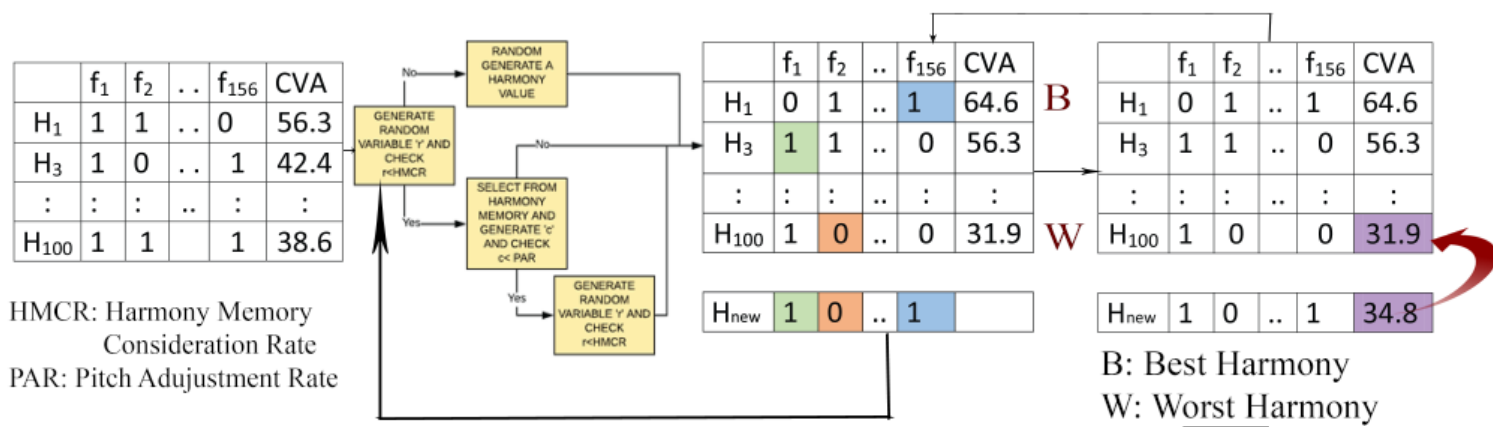 f1 f2 . . f156 CVA
H1 1 1 . . 0 56.3
H3 1 0 . . 1 42.4
: : : .. : :
H100 1 1 1 38.6
HMCR: Harmony Memory
Consideration Rate
PAR: Pitch Adujustment Rate
GENERATE
RANDOM
VARIABLE 'r' AND
CHECK
r<HMCR
No
RANDOM
GENERATE A
HARMONY
VALUE
Yes
SELECT FROM
HARMONY
MEMORY AND
GENERATE 'c'
AND CHECK
c< PAR
No
Yes
GENERATE
RANDOM
VARIABLE 'r' AND
CHECK
r<HMCR
f1 f2 .. f156 CVA
H1 0 1 .. 1 64.6
H3 1 1 .. 0 56.3
: : : .. : :
H100 1 0 .. 0 31.9
B
W
Hnew 1 0 .. 1
f1 f2 .. f156 CVA
H1 0 1 .. 1 64.6
H3 1 1 .. 0 56.3
: : : .. : :
H100 1 0 0 31.9
Hnew 1 0 .. 1 34.8
B: Best Harmony
W: Worst Harmony